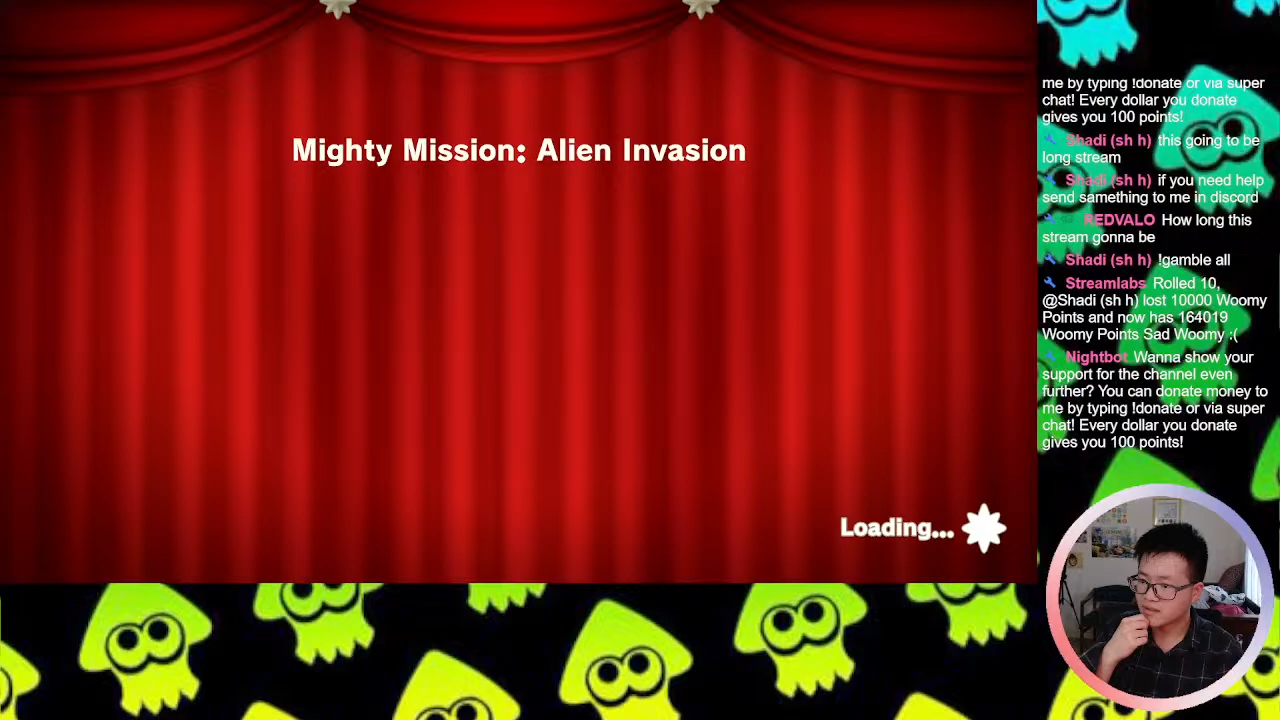 Mighty Mission: Alien Invasion
Loading...
me by typing !donate or via super
chat! Every dollar you donate
gives you 100 points!
Shadi (sh h) this going to be
long stream
Shadi (sh h) if you need help
send samething to me in discord
REDVALO How long this
stream gonna be
Shadi (sh h) !gamble all
Streamlabs Rolled 10,
@Shadi (sh h) lost 10000 Woomy
Points and now has 164019
Woomy Points Sad Woomy :(
Nightbot Wanna show your
support for the channel even
further? You can donate money to
me by typing !donate or via super
chat! Every dollar you donate
gives you 100 points!